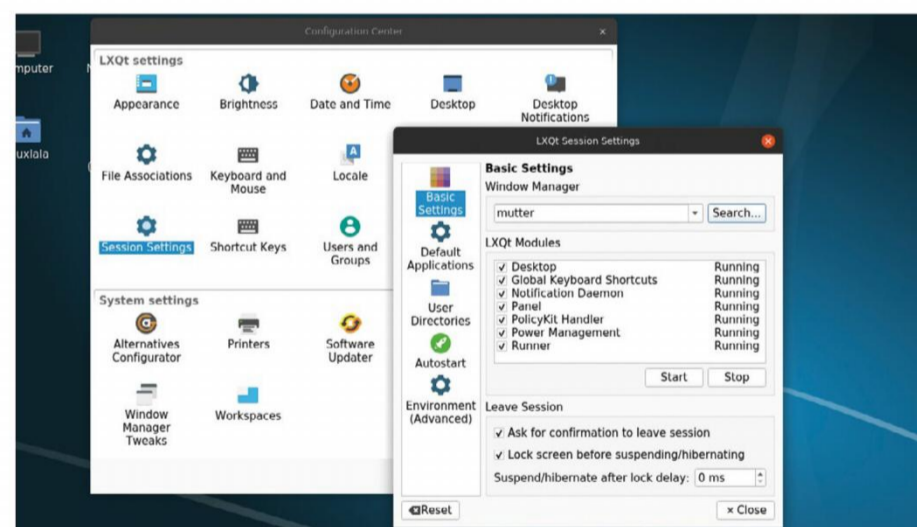 Configuration Center
LXQt settings
Appearance
Brightness
Date and Time
Desktop
Desktop
Notifications
File Associations
Keyboard and
Mouse
Locale
Session Settings
Shortcut Keys
Users and
Groups
System settings
Alternatives
Configurator
Printers
Software
Updater
Window
Manager
Tweaks
Workspaces
mputer
uxlala
LXQt Session Settings
Basic
Settings
Default
Applications
User
Directories
Autostart
Environment
(Advanced)
Basic Settings
Window Manager
mutter
Search...
LXQt Modules
Desktop Running
Global Keyboard Shortcuts Running
Notification Daemon Running
Panel Running
PolicyKit Handler Running
Power Management Running
Runner Running
Start
Stop
Leave Session
Ask for confirmation to leave session
Lock screen before suspending/hibernating
Suspend/hibernate after lock delay: 0 ms
Reset
Close